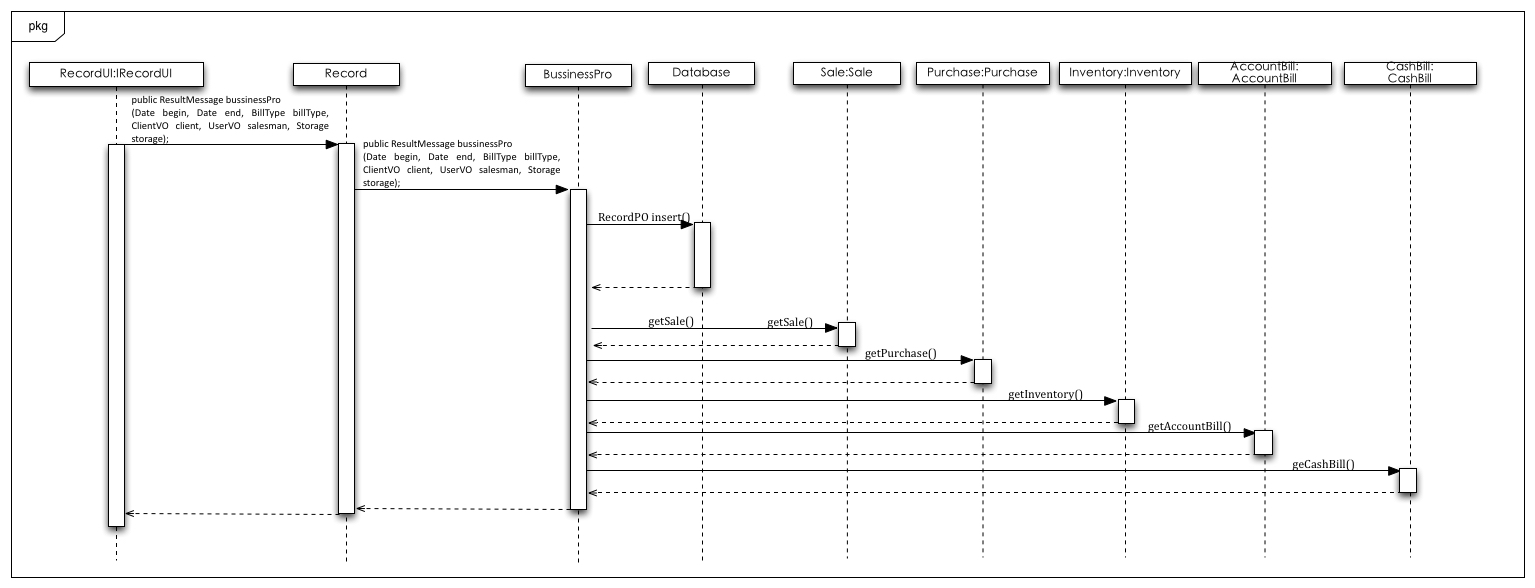 pkg
RecordUI:IRecordUI
Record
BussinessPro
Database
Sale:Sale
Purchase:Purchase
Inventory:Inventory
AccountBill:
AccountBill
CashBill:
CashBill
public ResultMessage bussinessPro
(Date begin, Date end, BillType billType,
ClientVO client, UserVO salesman, Storage
storage);
public ResultMessage bussinessPro
(Date begin, Date end, BillType billType,
ClientVO client, UserVO salesman, Storage
storage);
RecordPO insert()
getSale()
getSale()
getPurchase()
getInventory()
getAccountBill()
geCashBill()